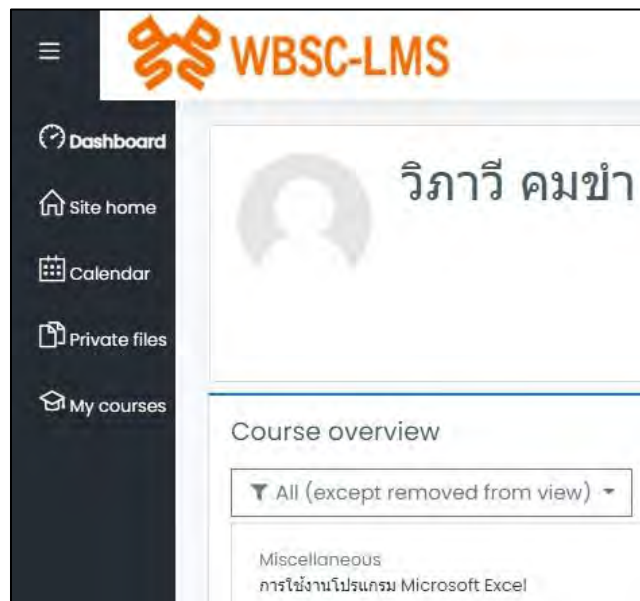 WBSC-LMS
Dashboard
Site home
Calendar
Private files
My courses
วิภาวี คมขำ
Course overview
All (except removed from view)
Miscellaneous
การใช้งานโปรแกรม Microsoft Excel